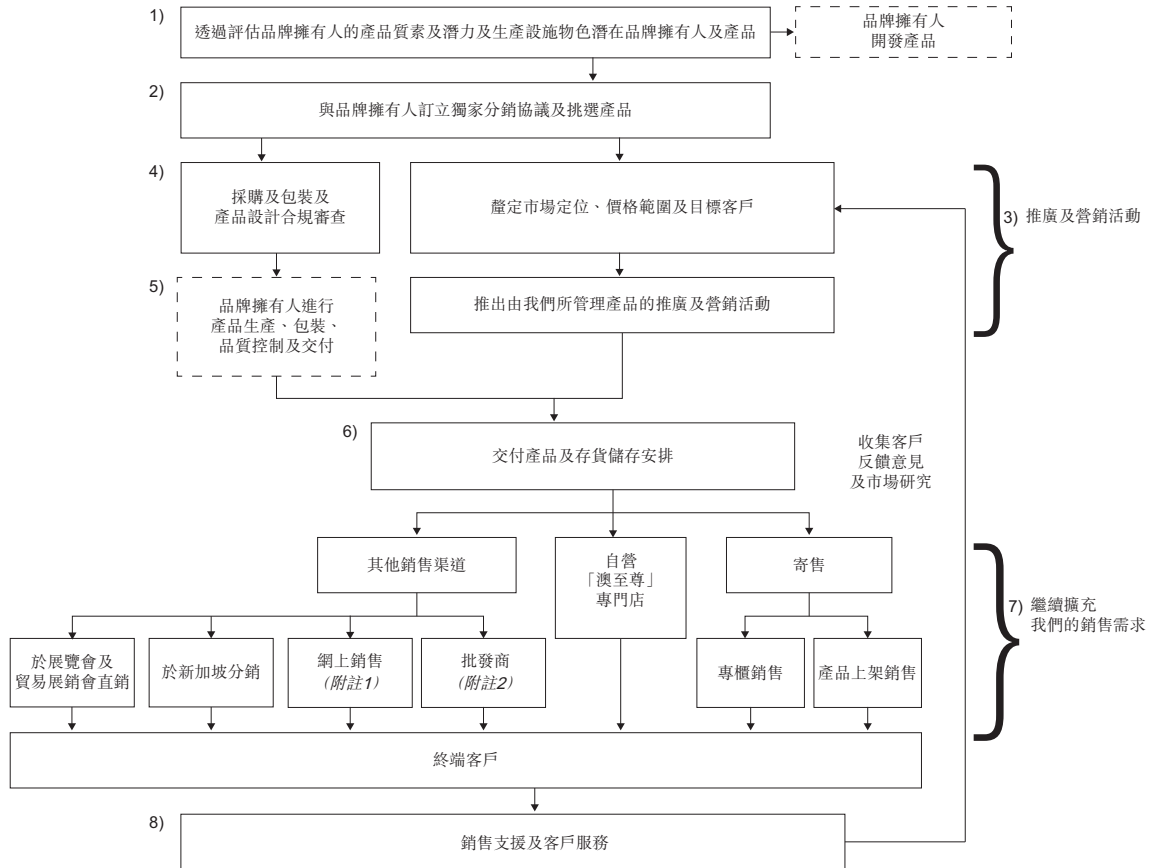 1)
透過評估品牌擁有人的產品質素及潛力及生產設施物色潛在品牌擁有人及產品
品牌擁有人
開發產品
2)
與品牌擁有人訂立獨家分銷協議及挑選產品
4)
採購及包裝及
產品設計合規審查
釐定市場定位、價格範圍及目標客戶
3) 推廣及營銷活動
5)
品牌擁有人進行
產品生產、包裝、
品質控制及交付
推出由我們所管理產品的推廣及營銷活動
6)
交付產品及存貨儲存安排
收集客戶
反饋意見
及市場研究
其他銷售渠道
自營
「澳至尊」
專門店
寄售
7) 繼續擴充
我們的銷售需求
於展覽會及
貿易展銷會直銷
於新加坡分銷
網上銷售
(附註1)
批發商
(附註2)
專櫃銷售
產品上架銷售
終端客戶
8)
銷售支援及客戶服務